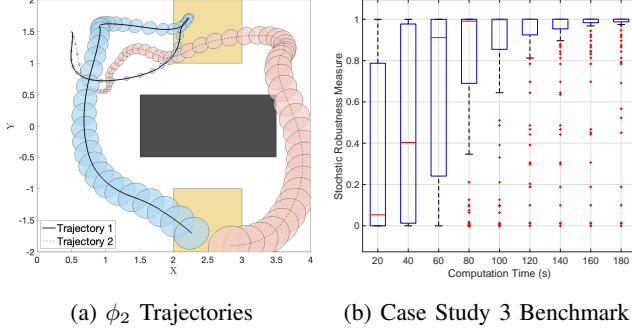 2
1.5
1
0.5
0
-0.5
-1
-1.5
-2
Y
Trajectory 1
Trajectory 2
0 0.5 1 1.5 2 2.5 3 3.5 4
X
(a) ϕ₂ Trajectories
Stochstic Robustness Measure
1
0.8
0.6
0.4
0.2
0
20 40 60 80 100 120 140 160 180
Computation Time (s)
(b) Case Study 3 Benchmark